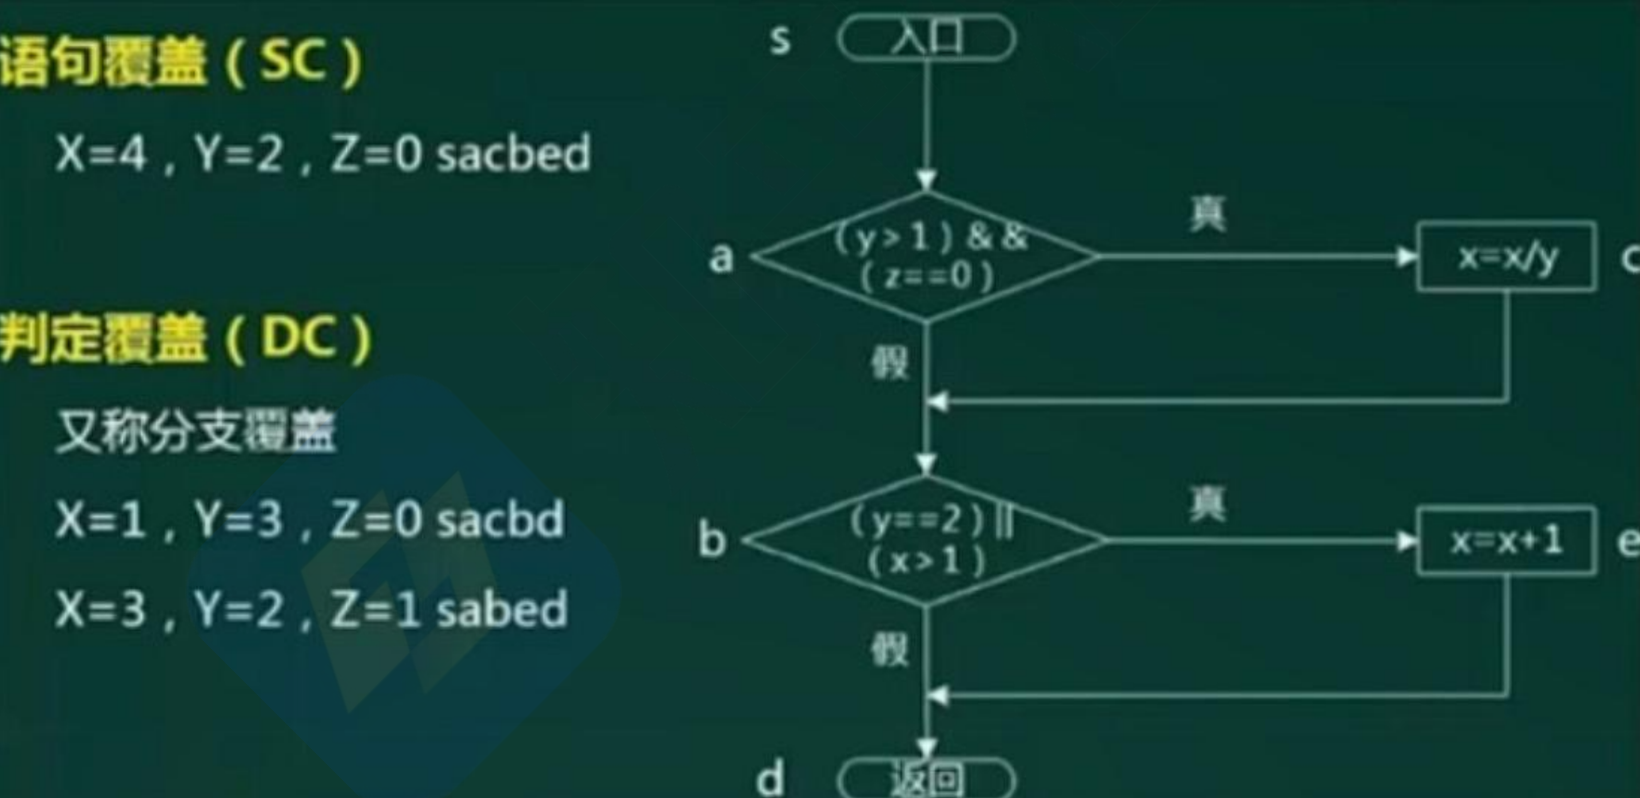 语句覆盖（SC）
X=4，Y=2，Z=0 sacbed
判定覆盖（DC）
又称分支覆盖
X=1，Y=3，Z=0 sacbd
X=3，Y=2，Z=1 sabed
s
入口
a
(y>1)&&
(z==0)
真
x=x/y
c
假
b
(y==2)||
(x>1)
真
x=x+1
e
假
d
返回